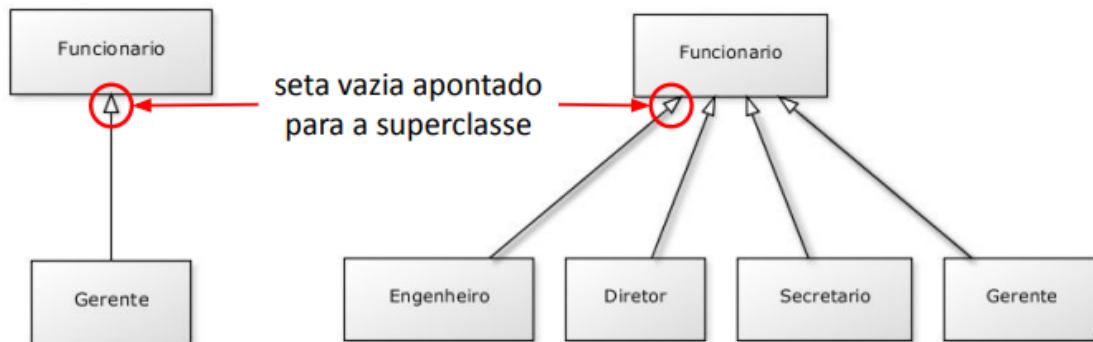 Funcionario
Funcionario
seta vazia apontado
para a superclasse
Gerente
Engenheiro
Diretor
Secretario
Gerente